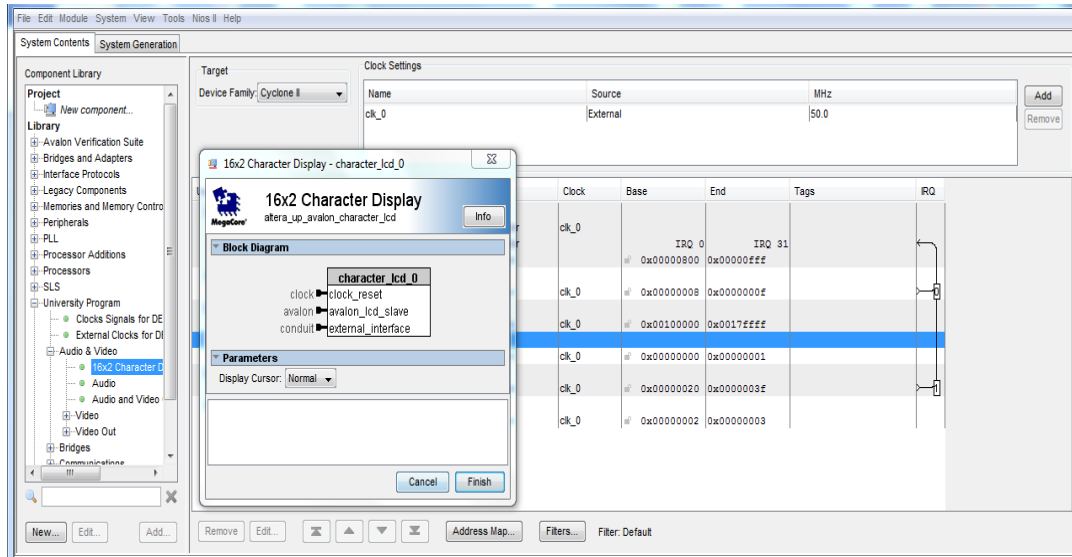 File Edit Module System View Tools Nios II Help
System Contents System Generation
Component Library
Project
New component...
Library
Avalon Verification Suite
Bridges and Adapters
Interface Protocols
Legacy Components
Memories and Memory Contro
Peripherals
PLL
Processor Additions
Processors
SLS
University Program
Clocks Signals for DE
External Clocks for DE
Audio & Video
16x2 Character D
Audio
Audio and Video
Video
Video Out
Bridges
Communications
New... Edit... Add...
Target
Device Family: Cyclone II
Clock Settings
Name Source MHz
clk_0 External 50.0
Add
Remove
16x2 Character Display - character_lcd_0
MegaCore'
16x2 Character Display
altera_up_avalon_character_lcd
Info
Block Diagram
character_lcd_0
clock clock_reset
avalon avalon_lcd_slave
conduit external_interface
Parameters
Display Cursor: Normal
Cancel Finish
Clock Base End Tags IRQ
clk_0
IRQ 0 IRQ 31
0x00000800 0x00000fff
clk_0 0x00000008 0x0000000f 0
clk_0 0x00100000 0x0017ffff
clk_0 0x00000000 0x00000001
clk_0 0x00000020 0x0000003f 1
clk_0 0x00000002 0x00000003
Remove Edit... Address Map... Filters... Filter: Default